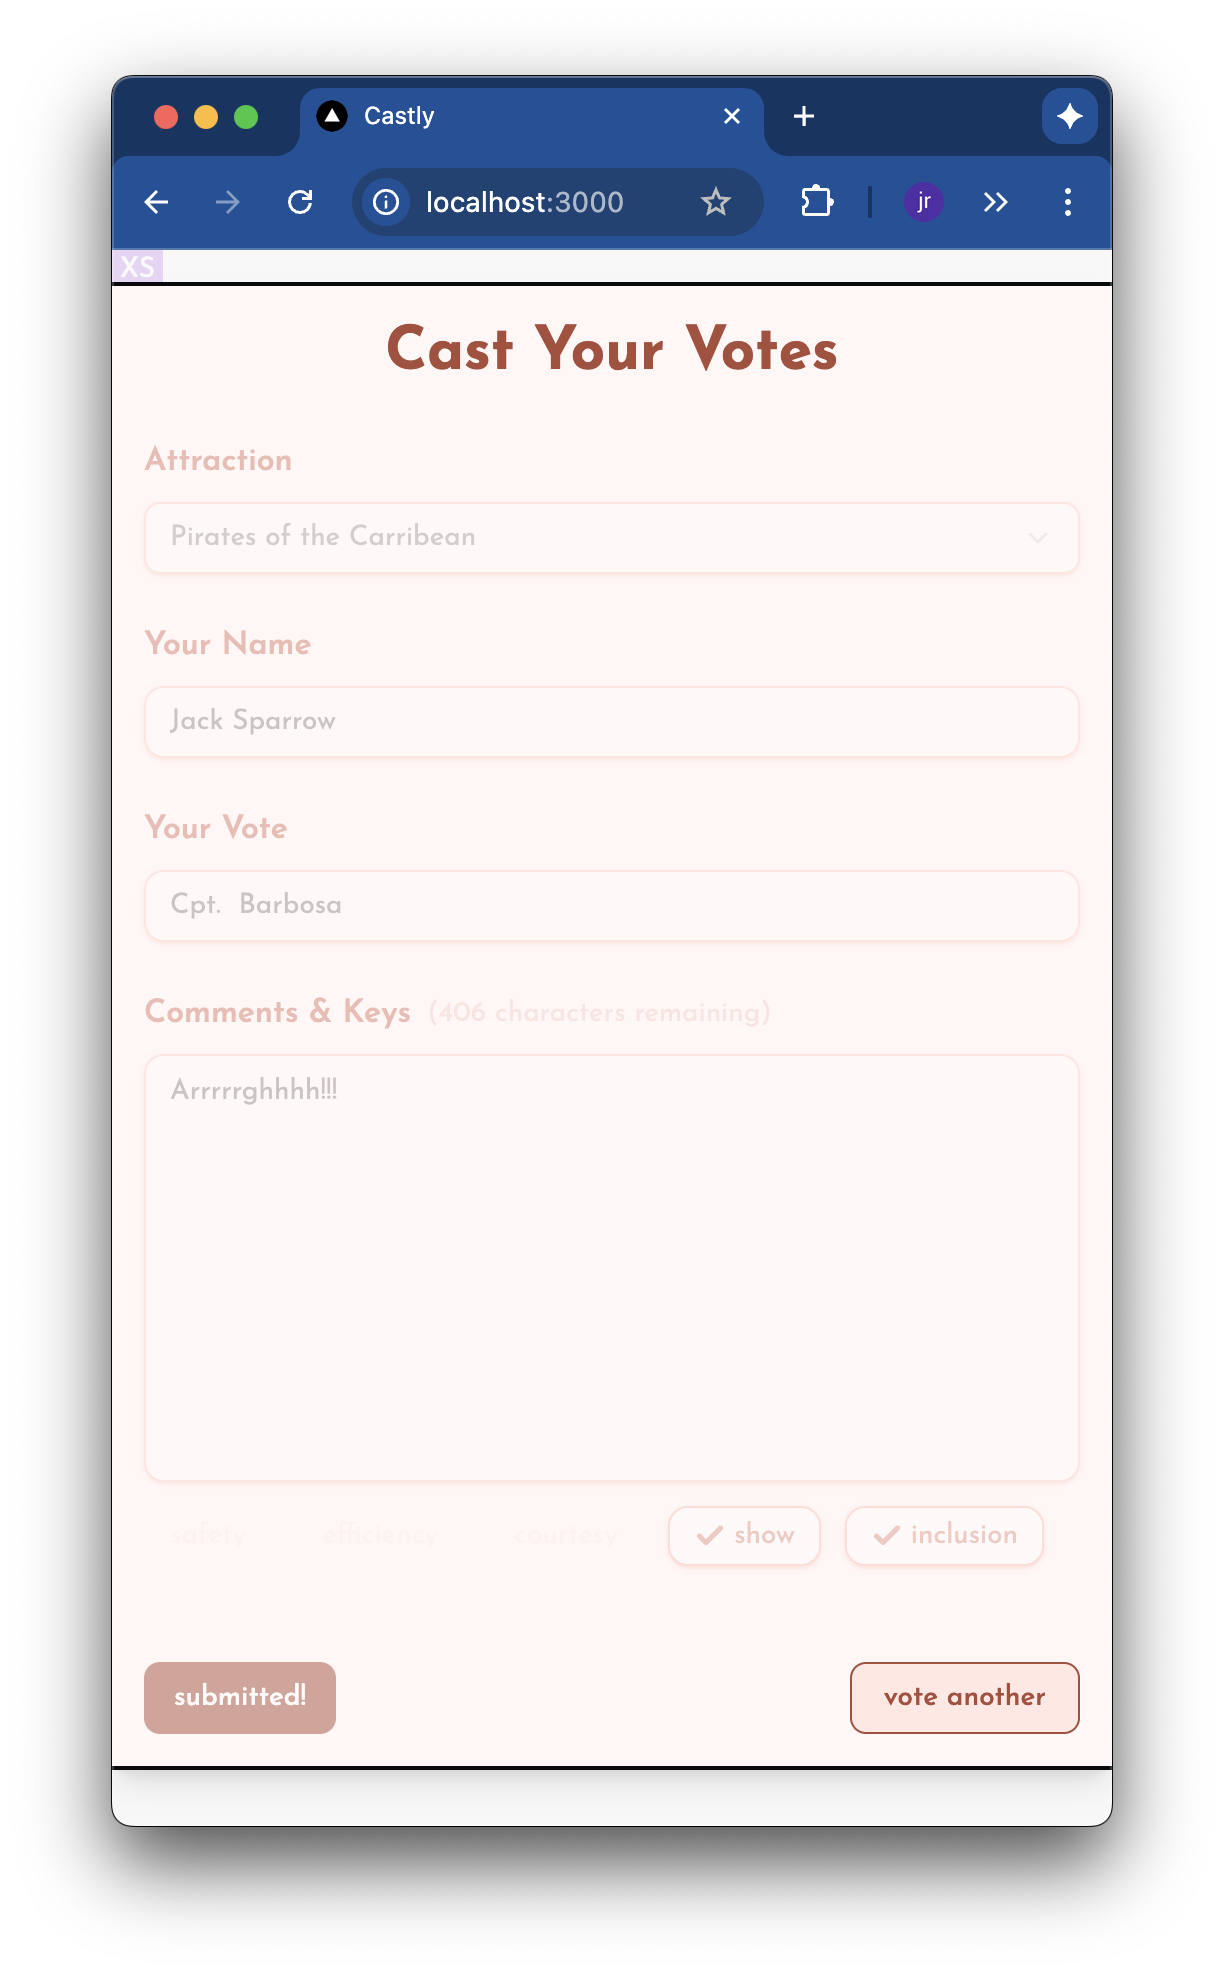 Castly
localhost:3000
jr
XS
Cast Your Votes
Attraction
Pirates of the Carribean
Your Name
Jack Sparrow
Your Vote
Cpt.  Barbosa
Comments & Keys (406 characters remaining)
Arrrrrghhhh!!!
safety efficiency courtesy show inclusion
submitted! vote another